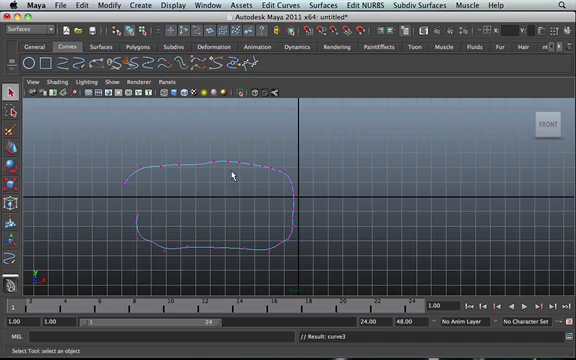 Maya File Edit Modify Create Display Window Assets Edit Curves Surfaces Edit NURBS Subdiv Surfaces Muscle Help
Autodesk Maya 2011 x64: untitled*
Surfaces
X:
Y:
General Curves Surfaces Polygons Subdivs Deformation Animation Dynamics Rendering PaintEffects Toon Muscle Fluids Fur Hair
View Shading Lighting Show Renderer Panels
FRONT
y
x
1 2 4 6 8 10 12 14 16 18 20 22 24 1.00
1.00 1.00 1 24 24.00 48.00 No Anim Layer No Character Set
MEL // Result: curve3
Select Tool: select an object